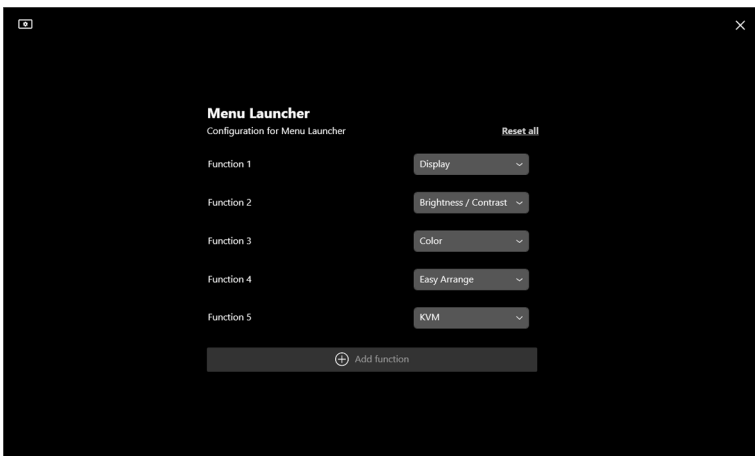 Menu Launcher
Configuration for Menu Launcher Reset all
Function 1 Display
Function 2 Brightness / Contrast
Function 3 Color
Function 4 Easy Arrange
Function 5 KVM
Add function